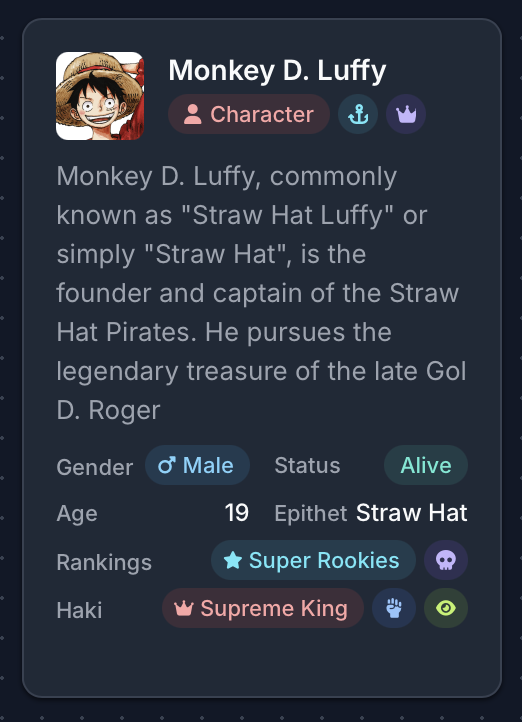 Monkey D. Luffy
Character
Monkey D. Luffy, commonly
known as "Straw Hat Luffy" or
simply "Straw Hat", is the
founder and captain of the Straw
Hat Pirates. He pursues the
legendary treasure of the late Gol
D. Roger
Gender Male Status Alive
Age 19 Epithet Straw Hat
Rankings Super Rookies
Haki Supreme King